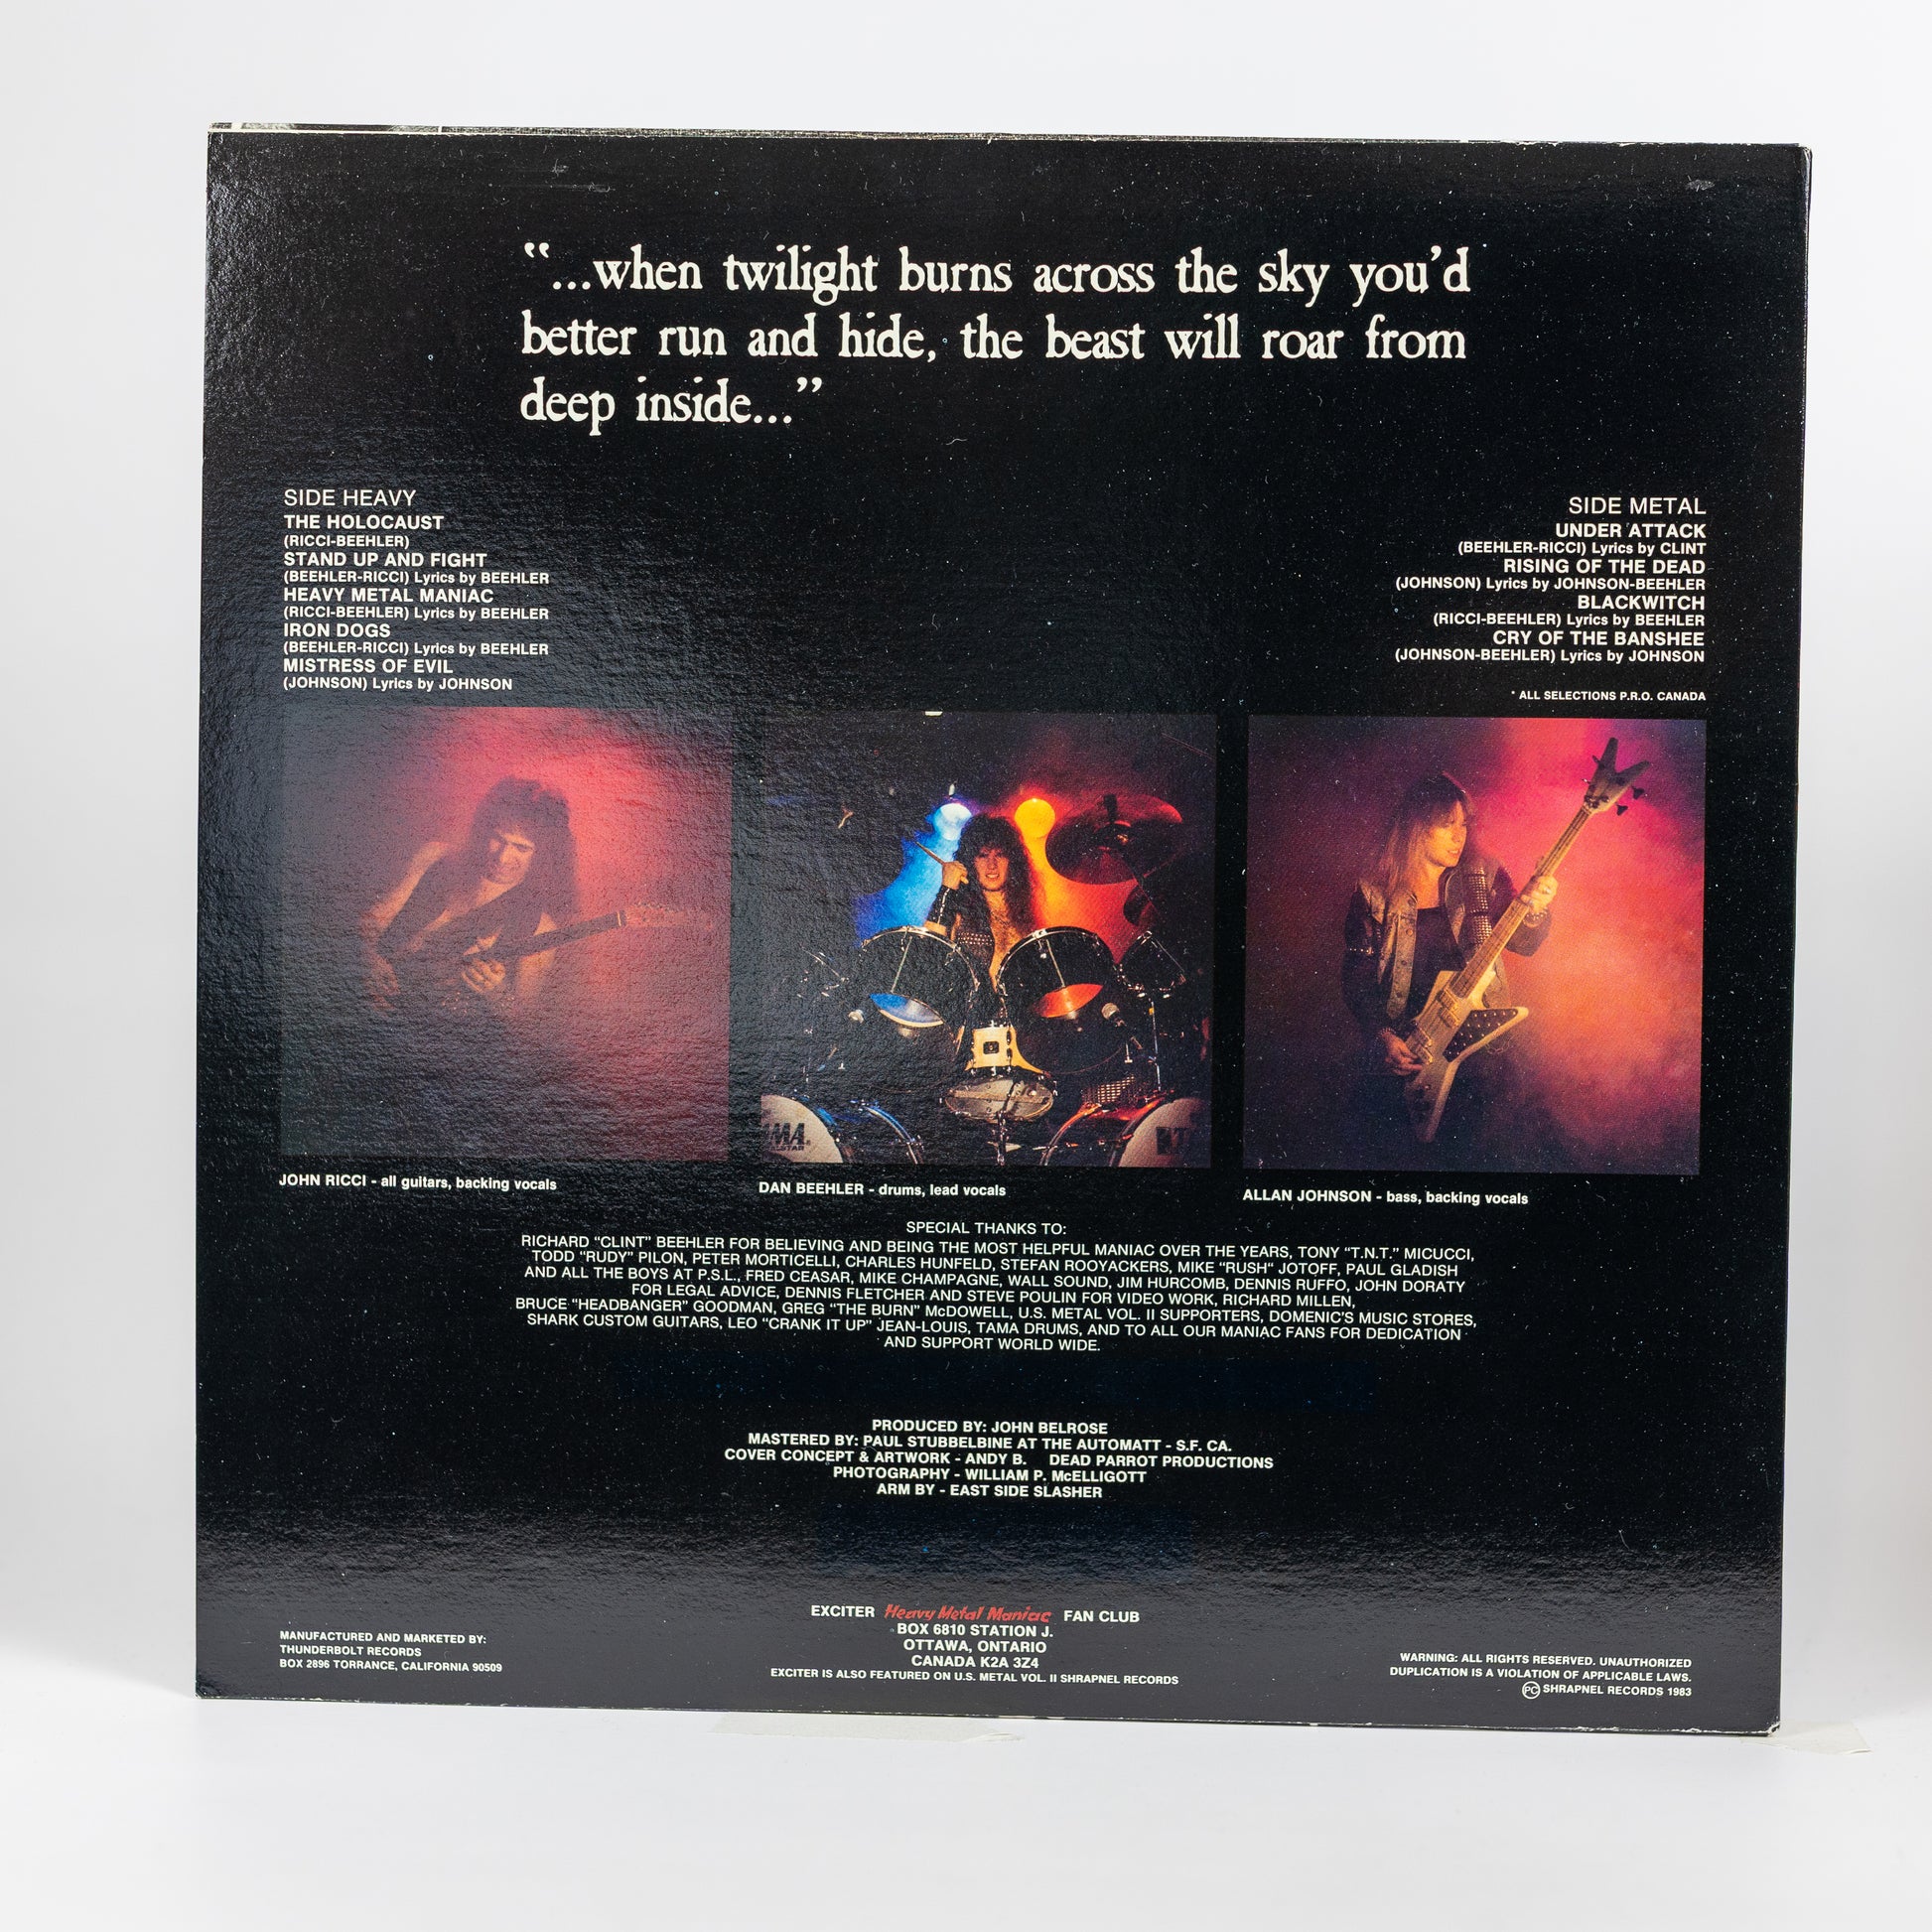 “...when twilight burns across the sky you’d
better run and hide, the beast will roar from
deep inside...”
SIDE HEAVY
THE HOLOCAUST
(RICCI-BEEHLER)
STAND UP AND FIGHT
(BEEHLER-RICCI) Lyrics by BEEHLER
HEAVY METAL MANIAC
(RICCI-BEEHLER) Lyrics by BEEHLER
IRON DOGS
(BEEHLER-RICCI) Lyrics by BEEHLER
MISTRESS OF EVIL
(JOHNSON) Lyrics by JOHNSON
SIDE METAL
UNDER ATTACK
(BEEHLER-RICCI) Lyrics by CLINT
RISING OF THE DEAD
(JOHNSON) Lyrics by JOHNSON-BEEHLER
BLACKWITCH
(RICCI-BEEHLER) Lyrics by BEEHLER
CRY OF THE BANSHEE
(JOHNSON-BEEHLER) Lyrics by JOHNSON
* ALL SELECTIONS P.R.O. CANADA
JOHN RICCI - all guitars, backing vocals
DAN BEEHLER - drums, lead vocals
ALLAN JOHNSON - bass, backing vocals
SPECIAL THANKS TO:
RICHARD “CLINT” BEEHLER FOR BELIEVING AND BEING THE MOST HELPFUL MANIAC OVER THE YEARS, TONY “T.N.T.” MICUCCI,
TODD “RUDY” PILON, PETER MORTICELLI, CHARLES HUNFELD, STEFAN ROOYACKERS, MIKE “RUSH“ JOTOFF, PAUL GLADISH
AND ALL THE BOYS AT P.S.L., FRED CEASAR, MIKE CHAMPAGNE, WALL SOUND, JIM HURCOMB, DENNIS RUFFO, JOHN DORATY
FOR LEGAL ADVICE, DENNIS FLETCHER AND STEVE POULIN FOR VIDEO WORK, RICHARD MILLEN,
BRUCE “HEADBANGER” GOODMAN, GREG “THE BURN” McDOWELL, U.S. METAL VOL. II SUPPORTERS, DOMENIC’S MUSIC STORES,
SHARK CUSTOM GUITARS, LEO “CRANK IT UP” JEAN-LOUIS, TAMA DRUMS, AND TO ALL OUR MANIAC FANS FOR DEDICATION
AND SUPPORT WORLD WIDE.
PRODUCED BY: JOHN BELROSE
MASTERED BY: PAUL STUBBELBINE AT THE AUTOMATT - S.F. CA.
COVER CONCEPT & ARTWORK - ANDY B. DEAD PARROT PRODUCTIONS
PHOTOGRAPHY - WILLIAM P. McELLIGOTT
ARM BY - EAST SIDE SLASHER
EXCITER Heavy Metal Maniac FAN CLUB
BOX 6810 STATION J.
OTTAWA, ONTARIO
CANADA K2A 3Z4
EXCITER IS ALSO FEATURED ON U.S. METAL VOL. II SHRAPNEL RECORDS
MANUFACTURED AND MARKETED BY:
THUNDERBOLT RECORDS
BOX 2896 TORRANCE, CALIFORNIA 90509
WARNING: ALL RIGHTS RESERVED. UNAUTHORIZED
DUPLICATION IS A VIOLATION OF APPLICABLE LAWS.
PC SHRAPNEL RECORDS 1983